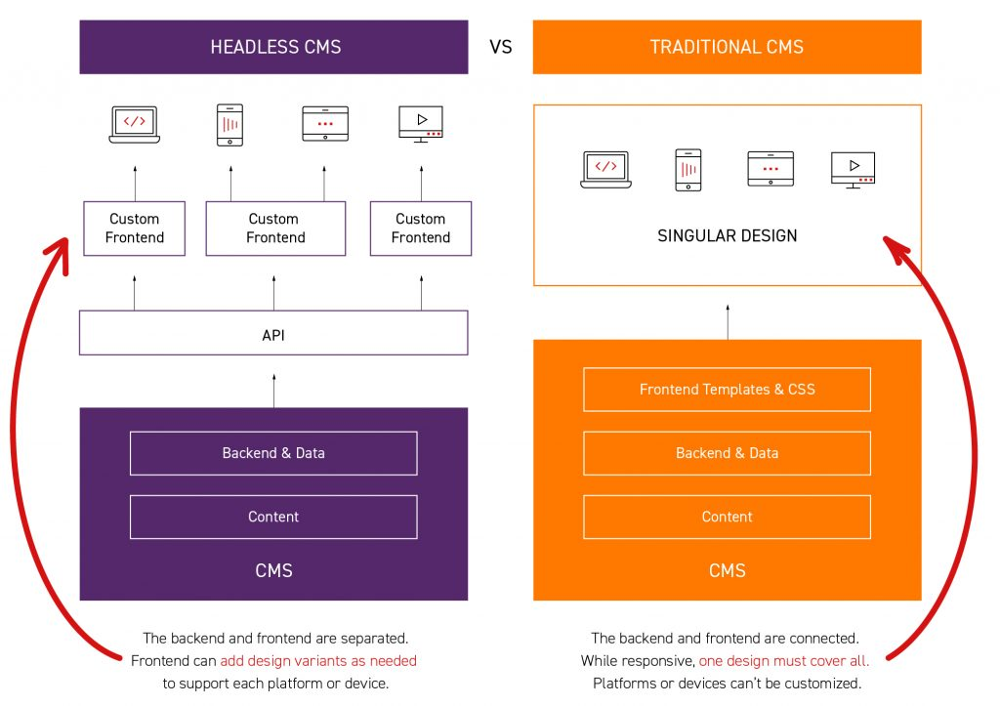 HEADLESS CMS
VS
TRADITIONAL CMS
</>
</>
Custom
Frontend
Custom
Frontend
Custom
Frontend
SINGULAR DESIGN
API
Frontend Templates & CSS
Backend & Data
Backend & Data
Content
Content
CMS
CMS
The backend and frontend are separated.
Frontend can add design variants as needed
to support each platform or device.
The backend and frontend are connected.
While responsive, one design must cover all.
Platforms or devices can't be customized.